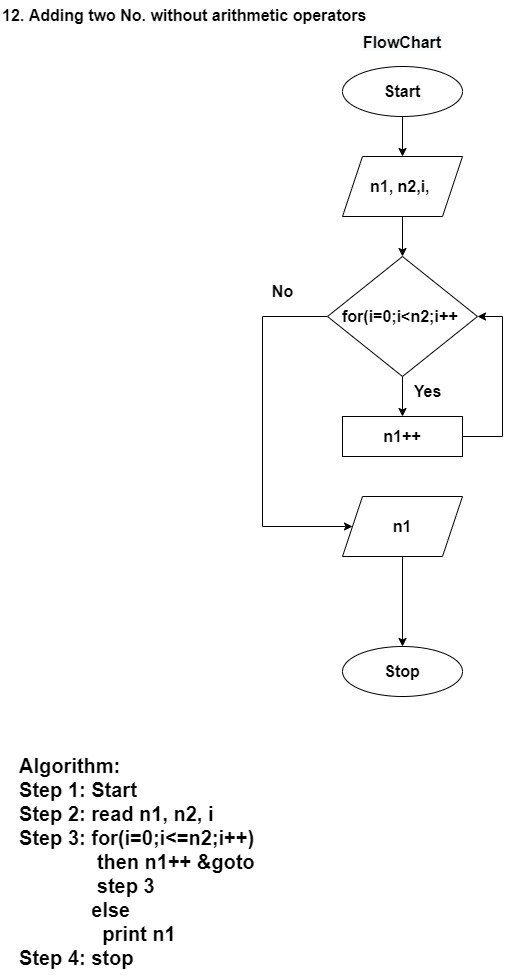 12. Adding two No. without arithmetic operators
FlowChart
Start
n1, n2,i,
No
for(i=0;i<n2;i++
Yes
n1++
n1
Stop
Algorithm:
Step 1: Start
Step 2: read n1, n2, i
Step 3: for(i=0;i<=n2;i++)
then n1++ &goto
step 3
else
print n1
Step 4: stop